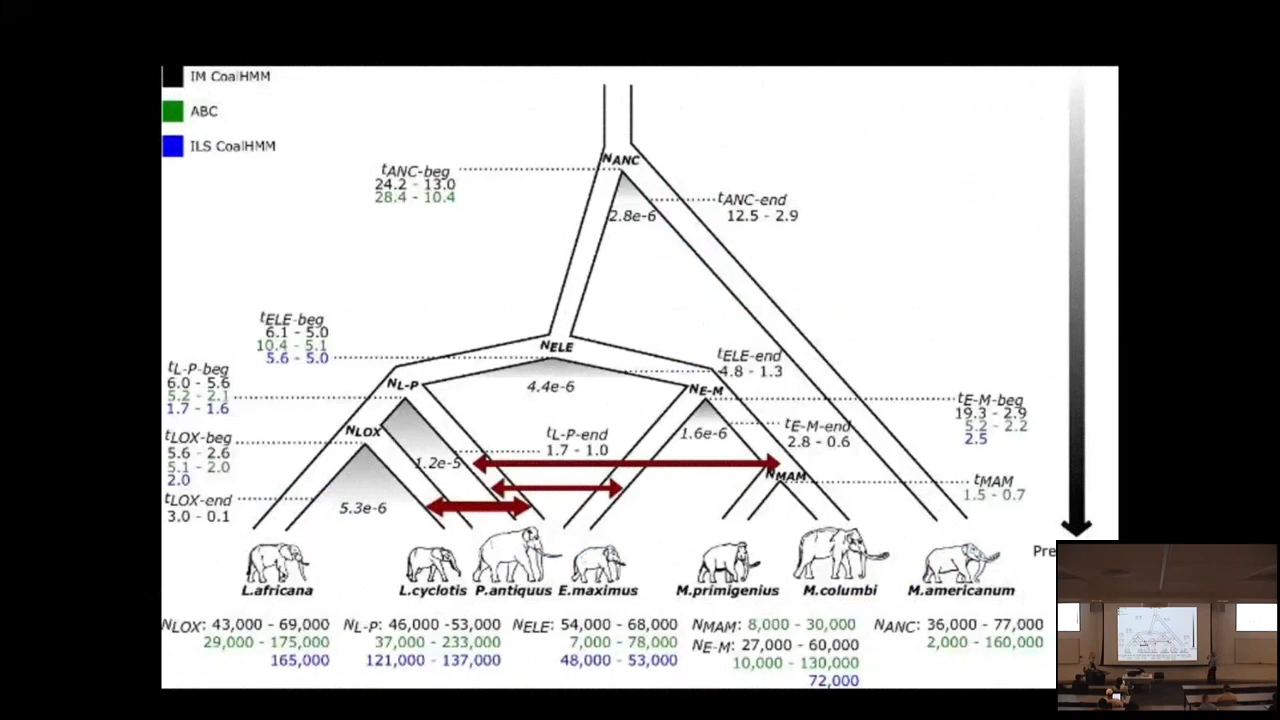 IM CoalHMM
ABC
ILS CoalHMM
NANC
tANC-beg
24.2 - 13.0
28.4 - 10.4
tANC-end
12.5 - 2.9
2.8e-6
tELE-beg
6.1 - 5.0
10.4 - 5.1
5.6 - 5.0
NELE
tELE-end
4.8 - 1.3
4.4e-6
tL-P-beg
6.0 - 5.6
5.2 - 2.1
1.7 - 1.6
NL-P
NE-M
tE-M-beg
19.3 - 2.9
5.2 - 2.2
2.5
tE-M-end
2.8 - 0.6
1.6e-6
NLOX
tLOX-beg
5.6 - 2.6
5.1 - 2.0
2.0
tL-P-end
1.7 - 1.0
1.2e-5
NMAM
tMAM
1.5 - 0.7
tLOX-end
3.0 - 0.1
5.3e-6
Pre
L.africana L.cyclotis P.antiquus E.maximus M.primigenius M.columbi M.americanum
NLOX: 43,000 - 69,000
29,000 - 175,000
165,000
NL-P: 46,000 -53,000
37,000 - 233,000
121,000 - 137,000
NELE: 54,000 - 68,000
7,000 - 78,000
48,000 - 53,000
NMAM: 8,000 - 30,000
NE-M: 27,000 - 60,000
10,000 - 130,000
72,000
NANC: 36,000 - 77,000
2,000 - 160,000